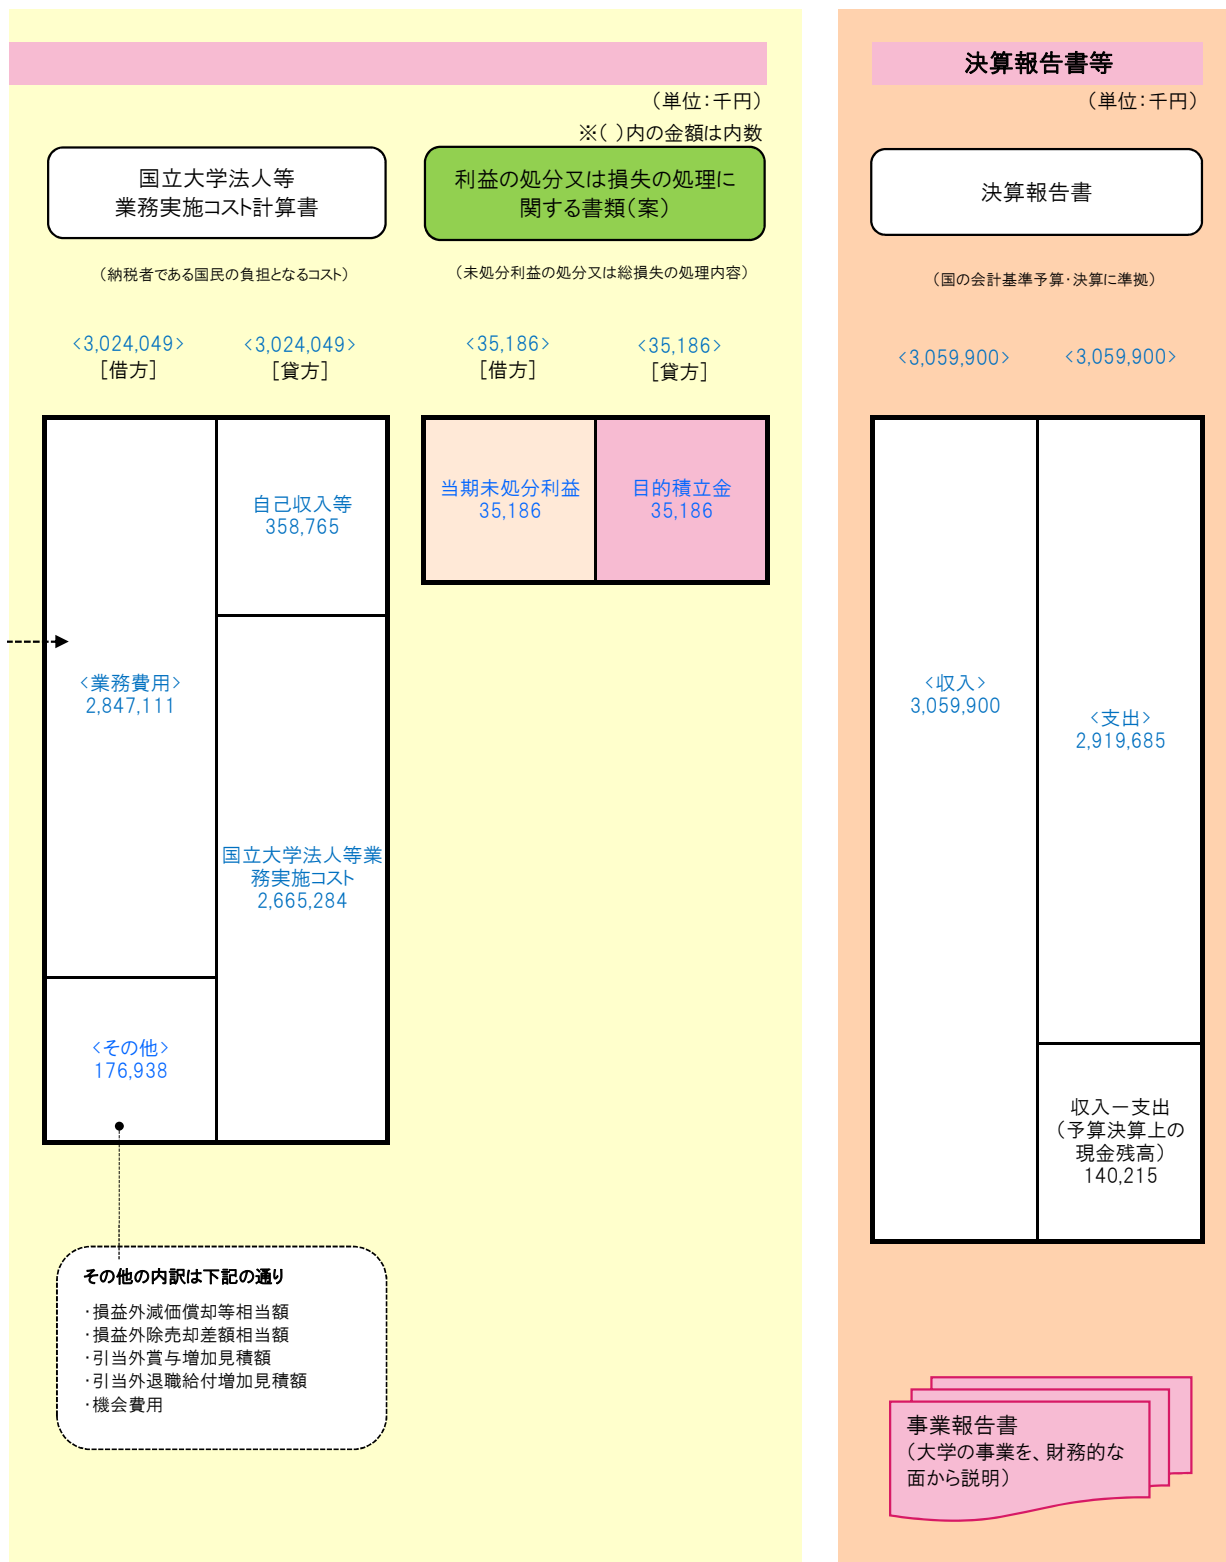 （単位：千円）
※（ ）内の金額は内数
国立大学法人等
業務実施コスト計算書
（納税者である国民の負担となるコスト）
<3,024,049>
[借方]
<3,024,049>
[貸方]
<業務費用>
2,847,111
<その他>
176,938
自己収入等
358,765
国立大学法人等業
務実施コスト
2,665,284
その他の内訳は下記の通り
・損益外減価償却等相当額
・損益外除売却差額相当額
・引当外賞与増加見積額
・引当外退職給付増加見積額
・機会費用
利益の処分又は損失の処理に
関する書類（案）
（未処分利益の処分又は総損失の処理内容）
<35,186>
[借方]
<35,186>
[貸方]
当期未処分利益
35,186
目的積立金
35,186
決算報告書等
（単位：千円）
決算報告書
（国の会計基準予算・決算に準拠）
<3,059,900>
<3,059,900>
<収入>
3,059,900
<支出>
2,919,685
収入－支出
（予算決算上の
現金残高）
140,215
事業報告書
（大学の事業を、財務的な
面から説明）